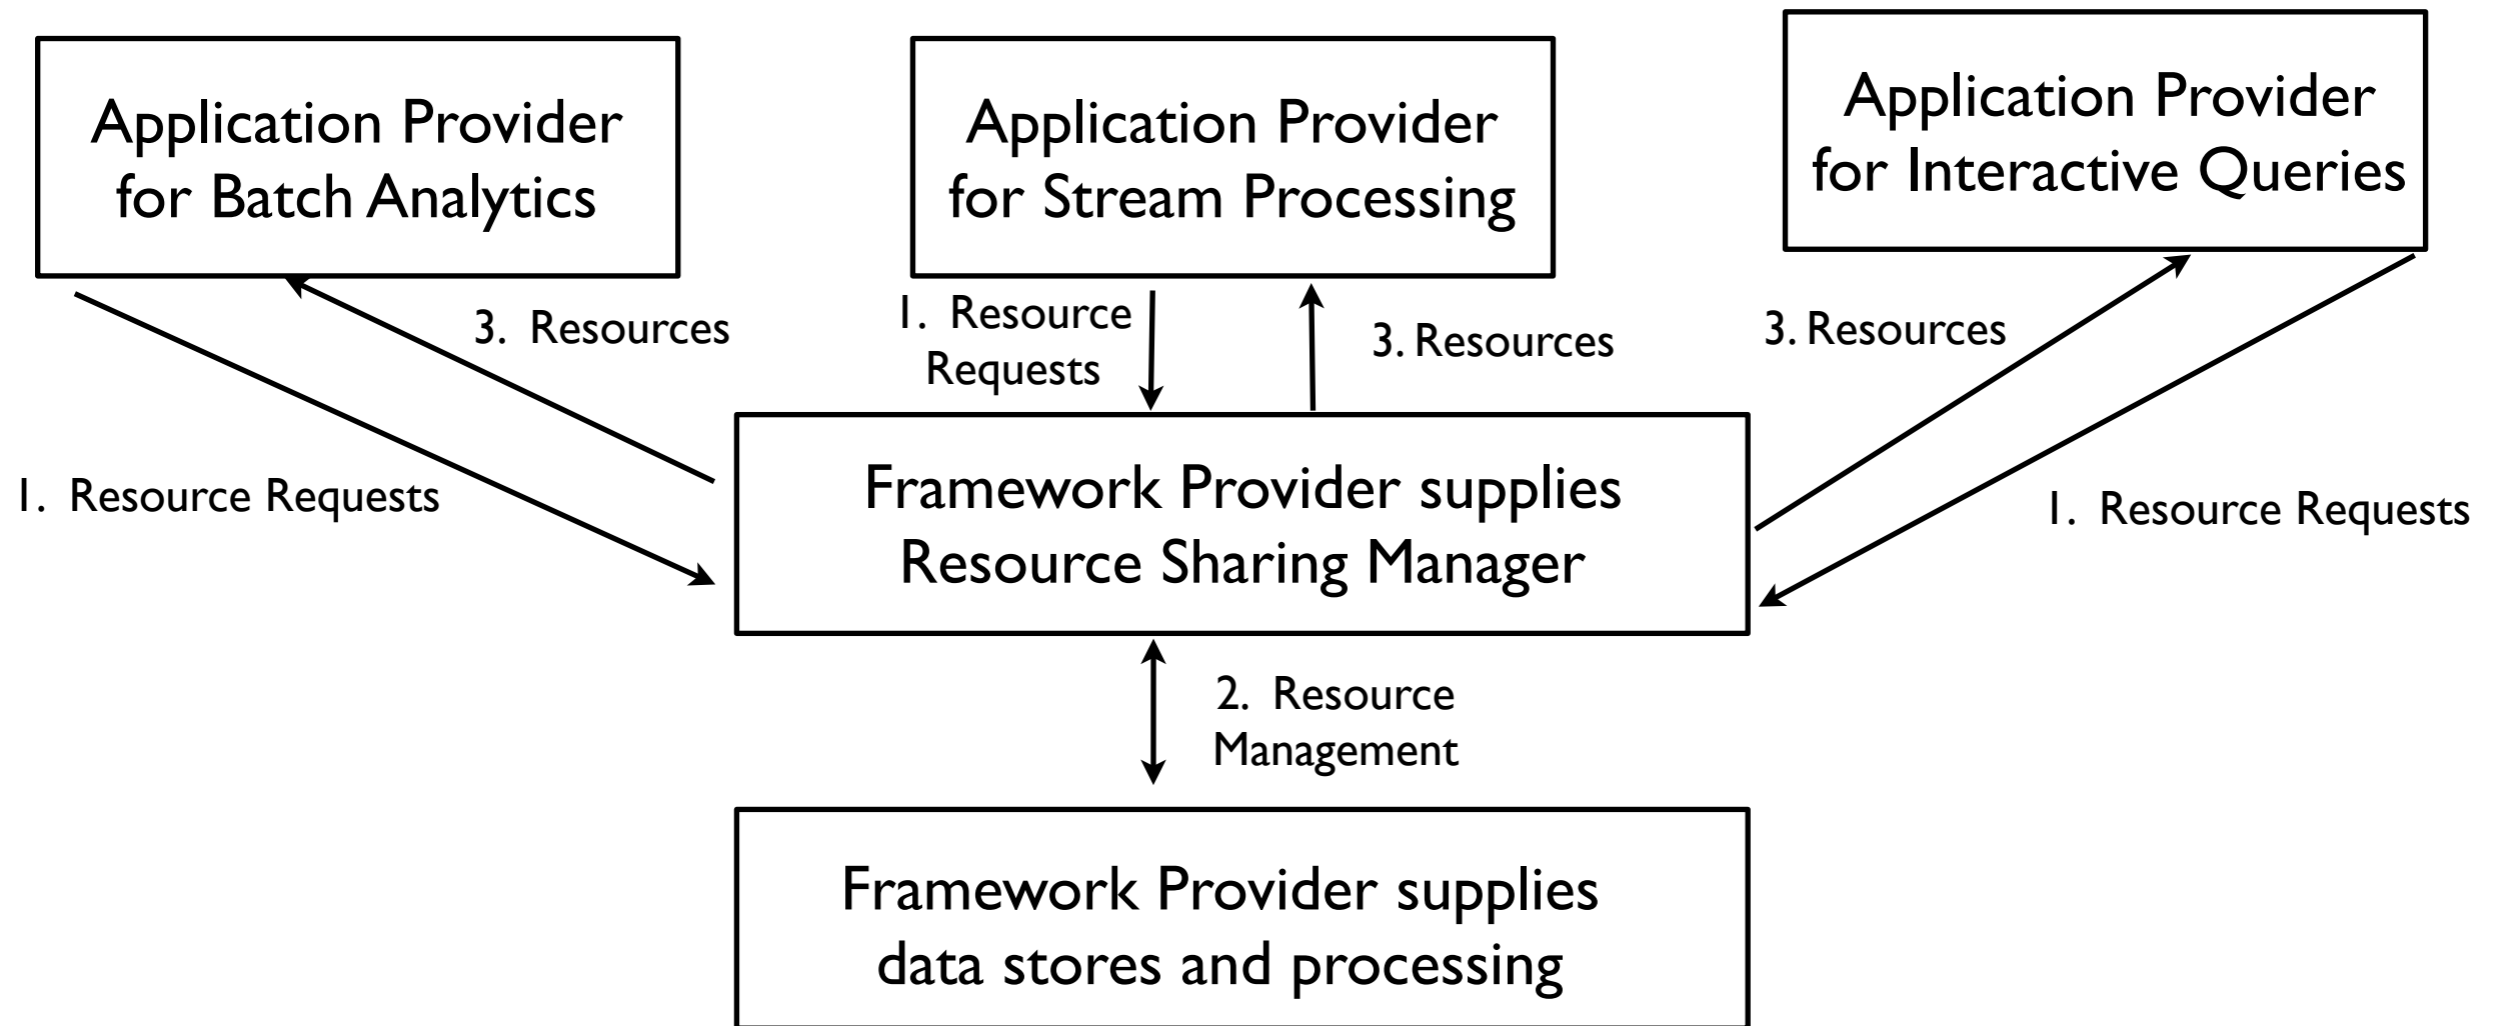 Application Provider
for Batch Analytics
Application Provider
for Stream Processing
Application Provider
for Interactive Queries
3. Resources
1. Resource
Requests
3. Resources
3. Resources
1. Resource Requests
Framework Provider supplies
Resource Sharing Manager
1. Resource Requests
2. Resource
Management
Framework Provider supplies
data stores and processing